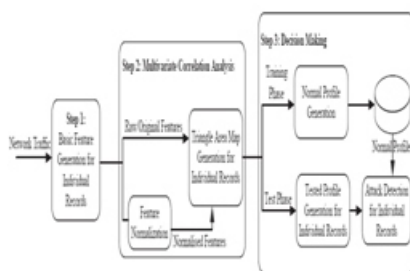 Step 3: Decision Making
Step 2: Multivariate Correlation Analysis
Training
Phase
Normal Profile
Generation
Step 1:
Basic Feature
Generation for
Individual
Records
Network Traffic
Raw/Original Features
Triangle Area Map
Generation for
Individual Records
Normal Profile
Feature
Normalization
Normalised Features
Test Phase
Tested Profile
Generation for
Individual Records
Attack Detection
for Individual
Records